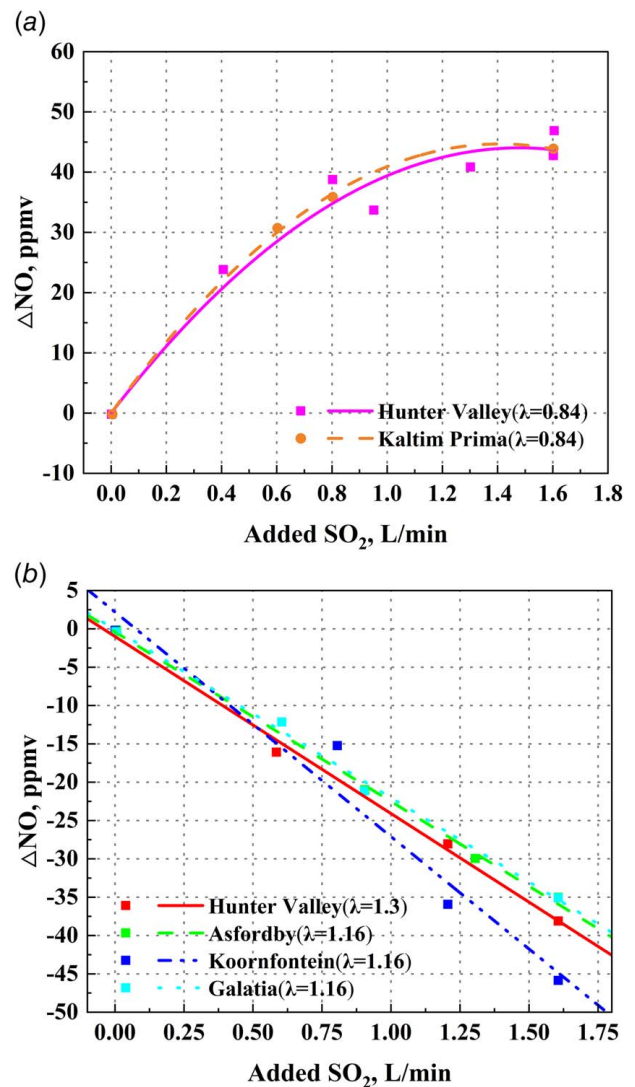 (a)
60
50
40
30
20
10
0
-10
ΔNO, ppmv
Hunter Valley(λ=0.84)
Kaltim Prima(λ=0.84)
0.0 0.2 0.4 0.6 0.8 1.0 1.2 1.4 1.6 1.8
Added SO₂, L/min
(b)
5
0
-5
-10
-15
-20
-25
-30
-35
-40
-45
-50
ΔNO, ppmv
Hunter Valley(λ=1.3)
Asfordby(λ=1.16)
Koornfontein(λ=1.16)
Galatia(λ=1.16)
0.00 0.25 0.50 0.75 1.00 1.25 1.50 1.75
Added SO₂, L/min